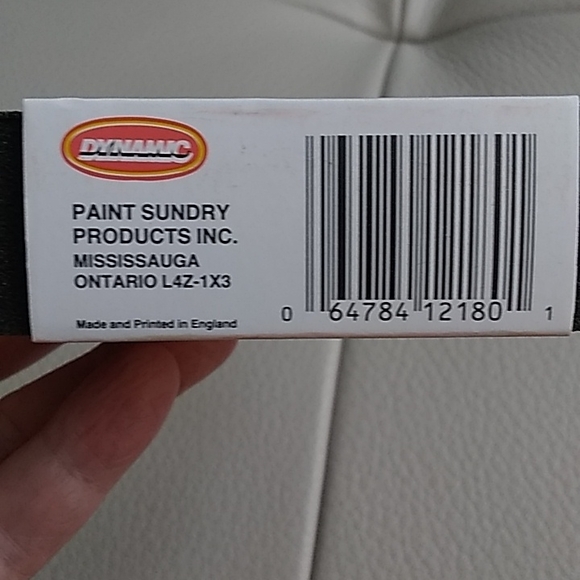 DYNAMIC
PAINT SUNDRY
PRODUCTS INC.
MISSISSAUGA
ONTARIO L4Z-1X3
Made and Printed in England
0 64784 12180 1